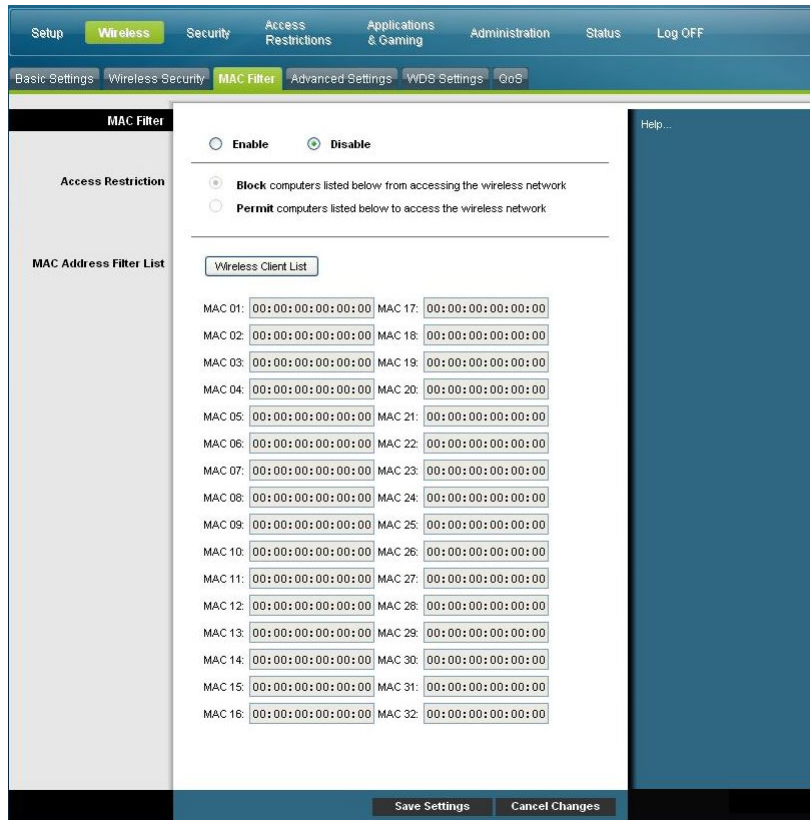 Setup Wireless Security Access Restrictions Applications & Gaming Administration Status Log OFF
Basic Settings Wireless Security MAC Filter Advanced Settings WDS Settings QoS
MAC Filter
Help...
Enable Disable
Access Restriction
Block computers listed below from accessing the wireless network
Permit computers listed below to access the wireless network
MAC Address Filter List
Wireless Client List
MAC 01: 00:00:00:00:00:00 MAC 17: 00:00:00:00:00:00
MAC 02: 00:00:00:00:00:00 MAC 18: 00:00:00:00:00:00
MAC 03: 00:00:00:00:00:00 MAC 19: 00:00:00:00:00:00
MAC 04: 00:00:00:00:00:00 MAC 20: 00:00:00:00:00:00
MAC 05: 00:00:00:00:00:00 MAC 21: 00:00:00:00:00:00
MAC 06: 00:00:00:00:00:00 MAC 22: 00:00:00:00:00:00
MAC 07: 00:00:00:00:00:00 MAC 23: 00:00:00:00:00:00
MAC 08: 00:00:00:00:00:00 MAC 24: 00:00:00:00:00:00
MAC 09: 00:00:00:00:00:00 MAC 25: 00:00:00:00:00:00
MAC 10: 00:00:00:00:00:00 MAC 26: 00:00:00:00:00:00
MAC 11: 00:00:00:00:00:00 MAC 27: 00:00:00:00:00:00
MAC 12: 00:00:00:00:00:00 MAC 28: 00:00:00:00:00:00
MAC 13: 00:00:00:00:00:00 MAC 29: 00:00:00:00:00:00
MAC 14: 00:00:00:00:00:00 MAC 30: 00:00:00:00:00:00
MAC 15: 00:00:00:00:00:00 MAC 31: 00:00:00:00:00:00
MAC 16: 00:00:00:00:00:00 MAC 32: 00:00:00:00:00:00
Save Settings Cancel Changes